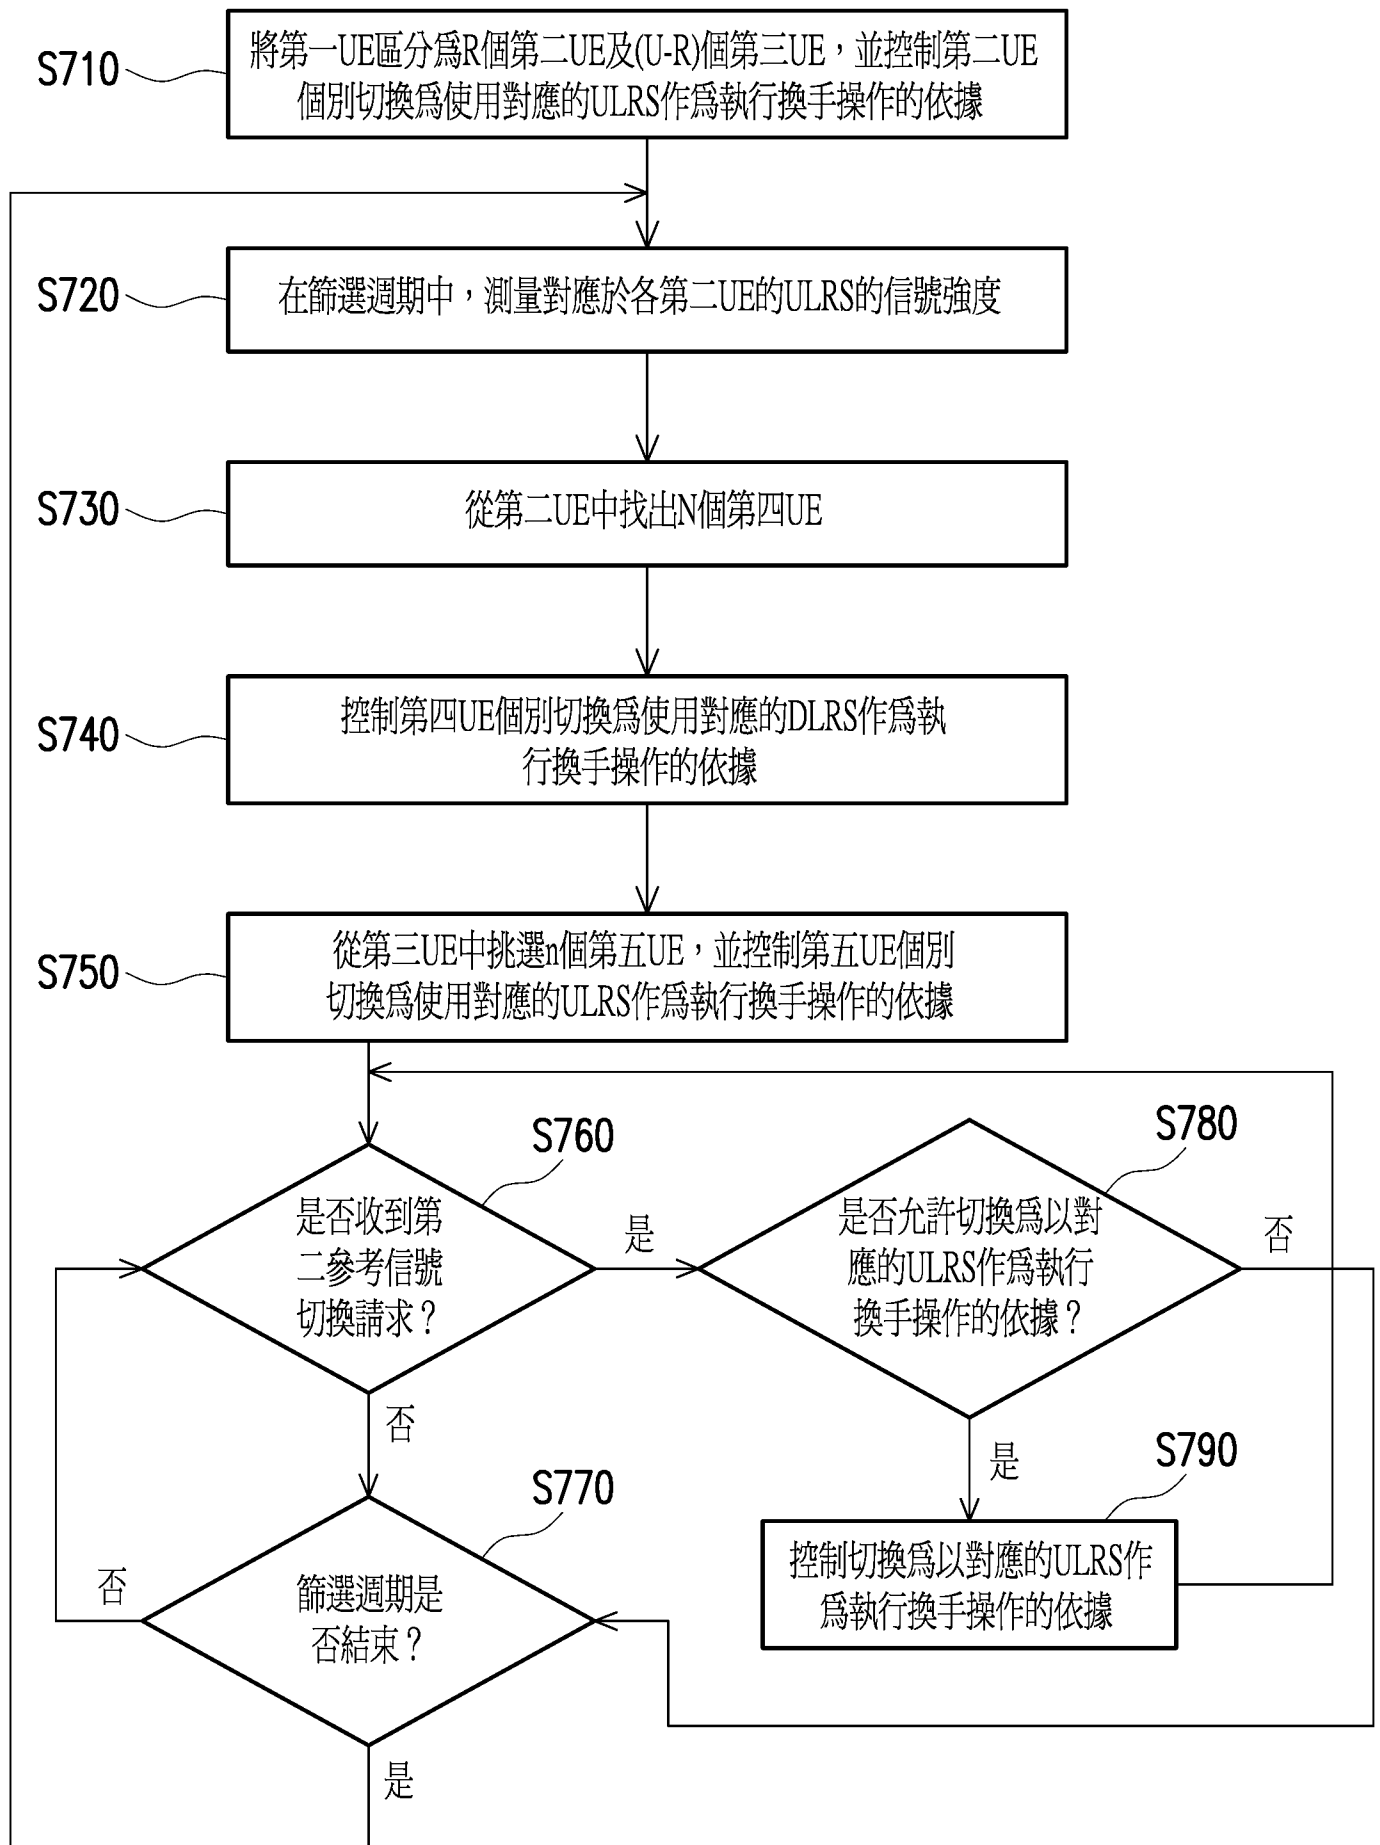 S710
將第一UE區分爲R個第二UE及(U-R)個第三UE，並控制第二UE
個別切換爲使用對應的ULRS作爲執行換手操作的依據
S720
在篩選週期中，測量對應於各第二UE的ULRS的信號強度
S730
從第二UE中找出N個第四UE
S740
控制第四UE個別切換爲使用對應的DLRS作爲執
行換手操作的依據
S750
從第三UE中挑選n個第五UE，並控制第五UE個別
切換爲使用對應的ULRS作爲執行換手操作的依據
S760
是否收到第
二參考信號
切換請求？
是
否
S780
是否允許切換爲以對
應的ULRS作爲執行
換手操作的依據？
否
是
S770
篩選週期是
否結束？
否
是
S790
控制切換爲以對應的ULRS作
爲執行換手操作的依據